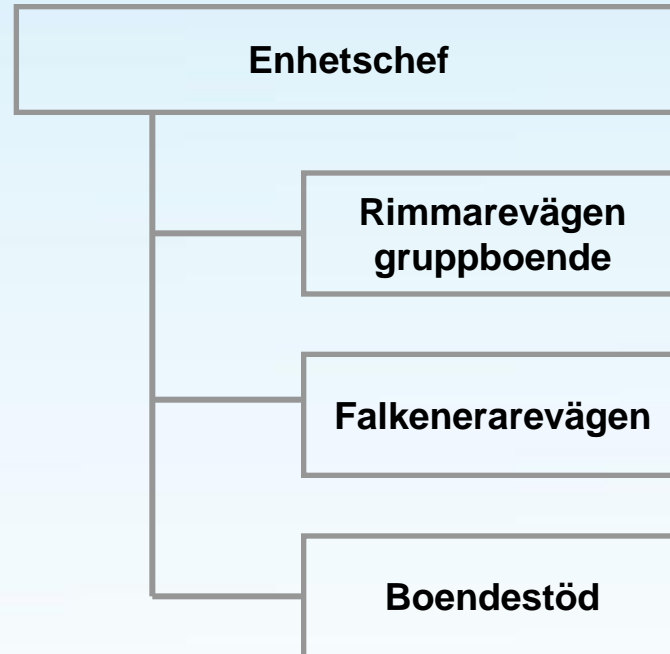 Enhetschef
Rimmarevägen
gruppboende
Falkenerarevägen
Boendestöd